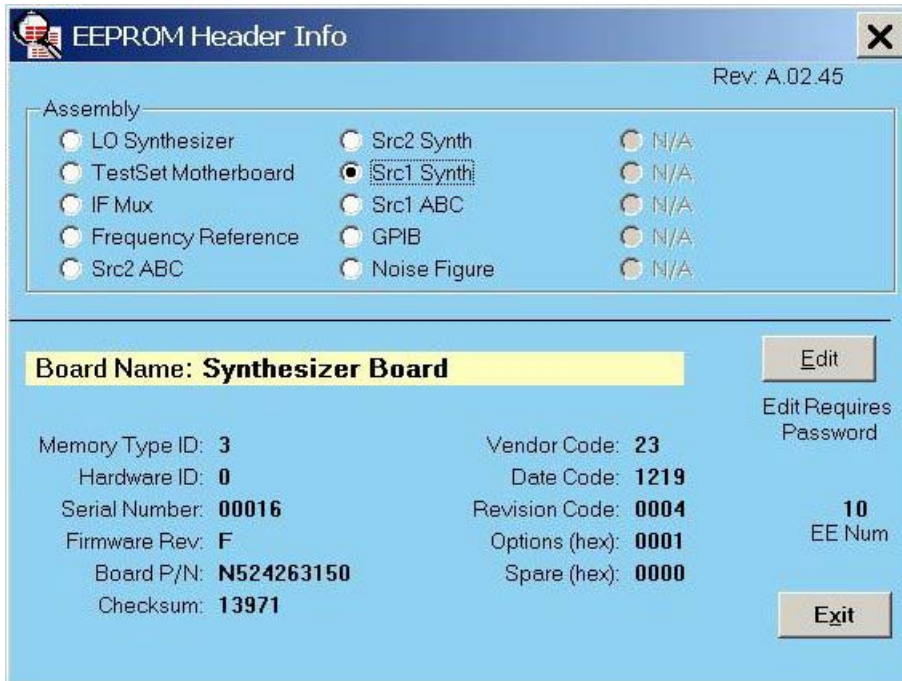 EEPROM Header Info
Rev: A.02.45
Assembly
LO Synthesizer
Src2 Synth
N/A
TestSet Motherboard
Src1 Synth
N/A
IF Mux
Src1 ABC
N/A
Frequency Reference
GPIB
N/A
Src2 ABC
Noise Figure
N/A
Board Name: Synthesizer Board
Edit
Edit Requires
Password
Memory Type ID: 3
Vendor Code: 23
Hardware ID: 0
Date Code: 1219
Serial Number: 00016
Revision Code: 0004
10
EE Num
Firmware Rev: F
Options (hex): 0001
Board P/N: N524263150
Spare (hex): 0000
Checksum: 13971
Exit